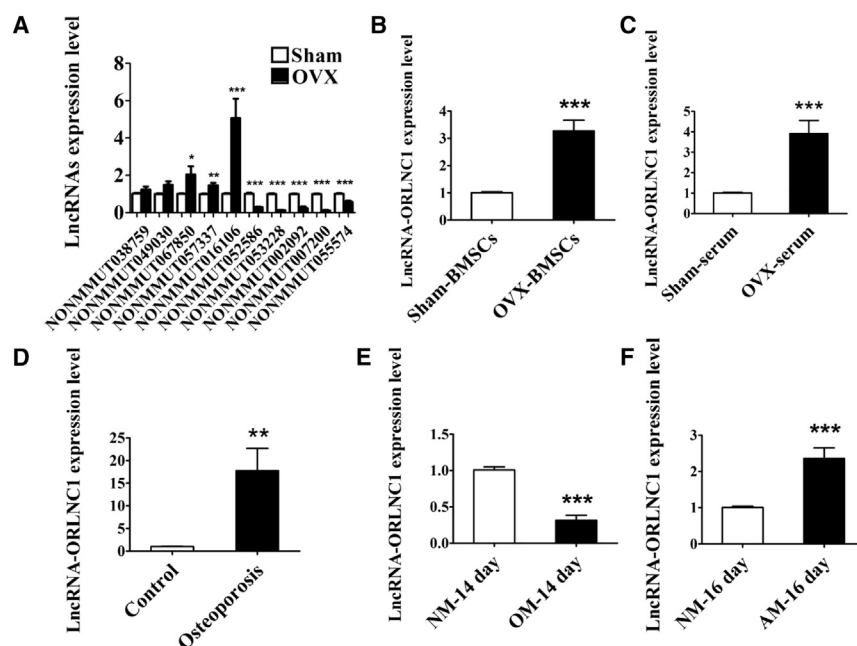 A
LncRNAs expression level
8
6
4
2
0
Sham
OVX
*
**
***
***
***
***
***
***
NONMMUT038759
NONMMUT049030
NONMMUT067850
NONMMUT057337
NONMMUT016106
NONMMUT052586
NONMMUT053228
NONMMUT002092
NONMMUT007200
NONMMUT055574
B
LncRNA-ORLNC1 expression level
4
3
2
1
0
***
Sham-BMSCs
OVX-BMSCs
C
LncRNA-ORLNC1 expression level
5
4
3
2
1
0
***
Sham-serum
OVX-serum
D
LncRNA-ORLNC1 expression level
25
20
15
10
5
0
**
Control
Osteoporosis
E
LncRNA-ORLNC1 expression level
1.5
1.0
0.5
0.0
***
NM-14 day
OM-14 day
F
LncRNA-ORLNC1 expression level
3
2
1
0
***
NM-16 day
AM-16 day